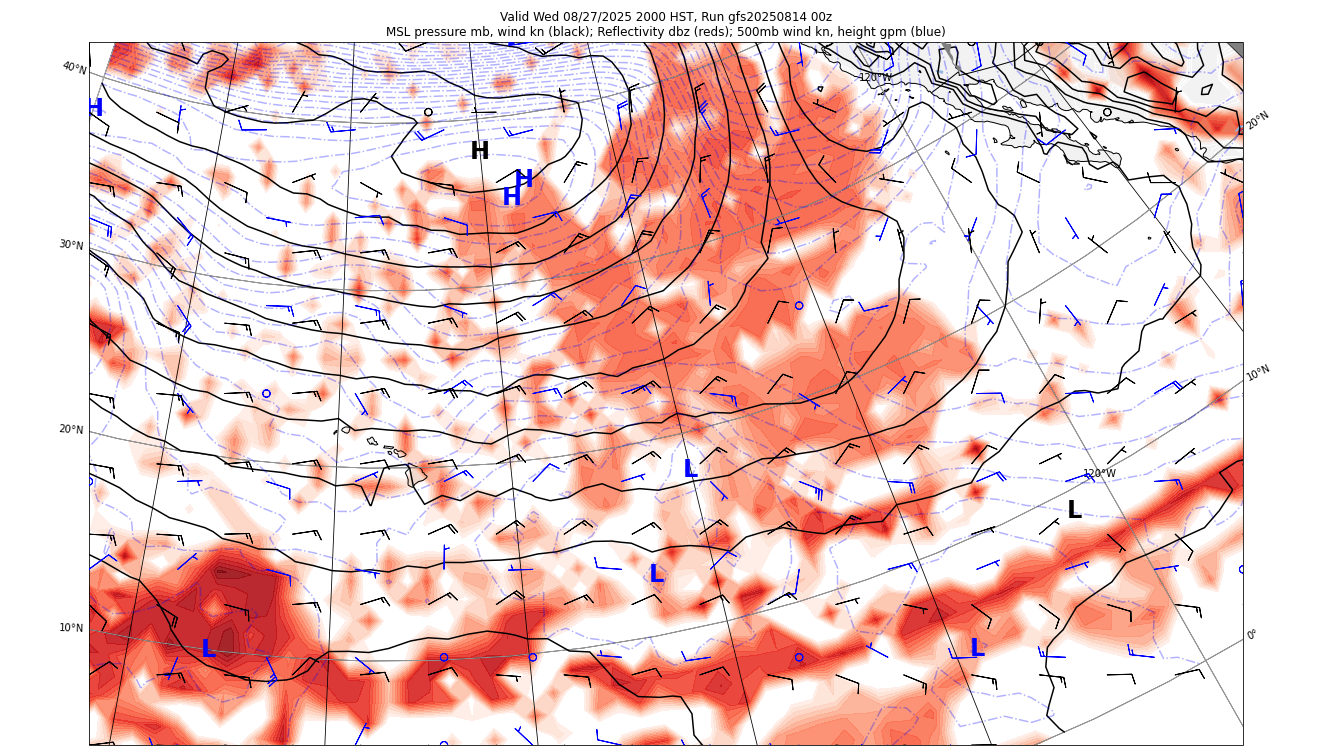 Valid Wed 08/27/2025 2000 HST, Run gfs20250814 00z
MSL pressure mb, wind kn (black); Reflectivity dbz (reds); 500mb wind kn, height gpm (blue)
40°N
120°W
20°N
H
H
H
H
30°N
10°N
20°N
L
120°W
L
L
10°N
L
L
0°